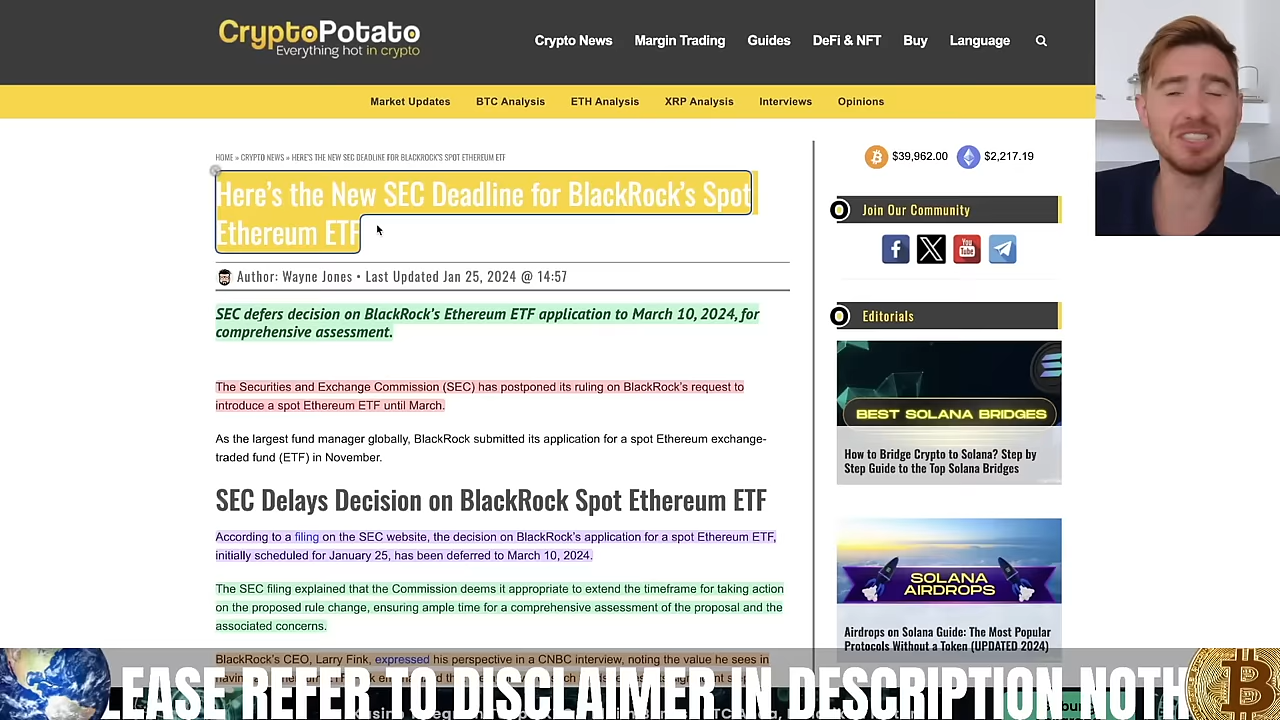 CryptoPotato
Everything hot in crypto
Crypto News Margin Trading Guides DeFi & NFT Buy Language
Market Updates BTC Analysis ETH Analysis XRP Analysis Interviews Opinions
HOME » CRYPTO NEWS » HERE'S THE NEW SEC DEADLINE FOR BLACKROCK'S SPOT ETHEREUM ETF
Here's the New SEC Deadline for BlackRock's Spot
Ethereum ETF
Author: Wayne Jones • Last Updated Jan 25, 2024 @ 14:57
SEC defers decision on BlackRock's Ethereum ETF application to March 10, 2024, for
comprehensive assessment.
The Securities and Exchange Commission (SEC) has postponed its ruling on BlackRock's request to
introduce a spot Ethereum ETF until March.
As the largest fund manager globally, BlackRock submitted its application for a spot Ethereum exchange-
traded fund (ETF) in November.
SEC Delays Decision on BlackRock Spot Ethereum ETF
According to a filing on the SEC website, the decision on BlackRock's application for a spot Ethereum ETF,
initially scheduled for January 25, has been deferred to March 10, 2024.
The SEC filing explained that the Commission deems it appropriate to extend the timeframe for taking action
on the proposed rule change, ensuring ample time for a comprehensive assessment of the proposal and the
associated concerns.
BlackRock's CEO, Larry Fink, expressed his perspective in a CNBC interview, noting the value he sees in
$39,962.00 $2,217.19
Join Our Community
You
Tube
Editorials
BEST SOLANA BRIDGES
How to Bridge Crypto to Solana? Step by
Step Guide to the Top Solana Bridges
SOLANA
AIRDROPS
Airdrops on Solana Guide: The Most Popular
Protocols Without a Token (UPDATED 2024)
LEASE REFER TO DISCLAIMER IN DESCRIPTION NOTH